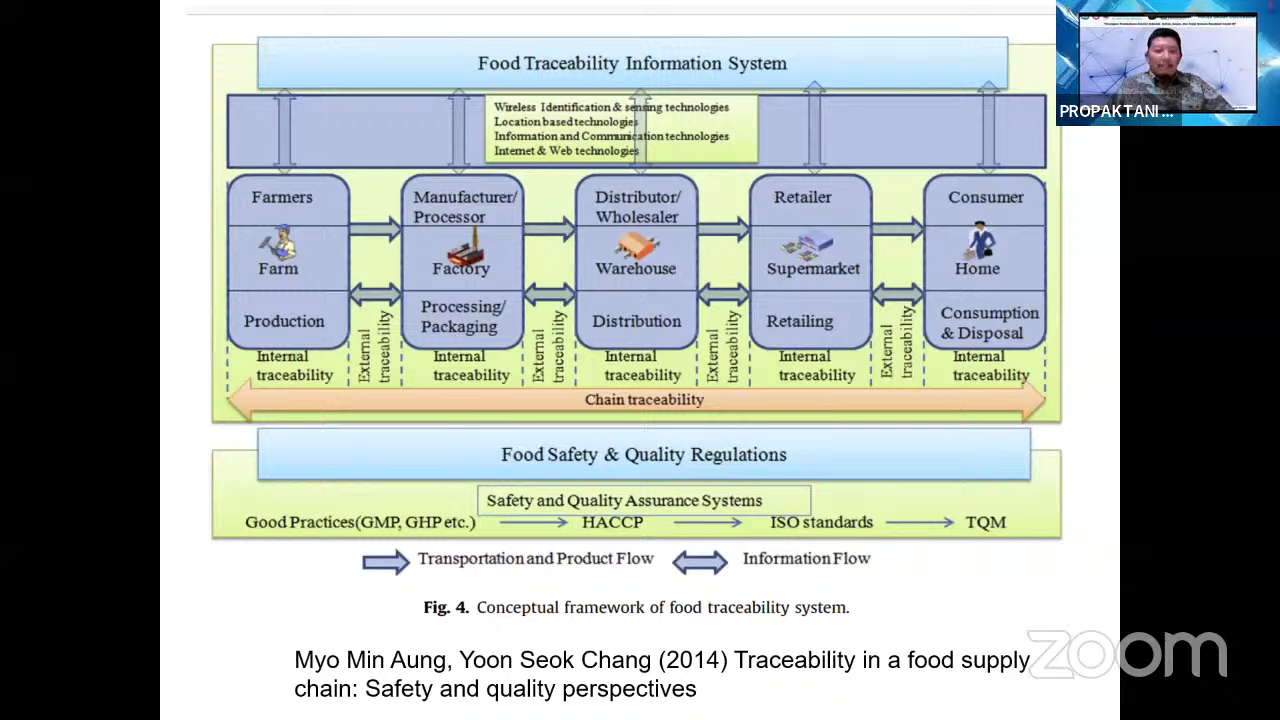 Food Traceability Information System
Wireless Identification & sensing technologies
Location based technologies
Information and Communication technologies
Internet & Web technologies
Farmers
Manufacturer/
Processor
Distributor/
Wholesaler
Retailer
Consumer
Farm
Factory
Warehouse
Supermarket
Home
Production
Processing/
Packaging
Distribution
Retailing
Consumption
& Disposal
Internal
traceability
External
traceability
Internal
traceability
External
traceability
Internal
traceability
External
traceability
Internal
traceability
External
traceability
Internal
traceability
Chain traceability
Food Safety & Quality Regulations
Safety and Quality Assurance Systems
Good Practices(GMP, GHP etc.)
HACCP
ISO standards
TQM
Transportation and Product Flow
Information Flow
Fig. 4. Conceptual framework of food traceability system.
Myo Min Aung, Yoon Seok Chang (2014) Traceability in a food supply
chain: Safety and quality perspectives
PROPAKTANI ...
zoom